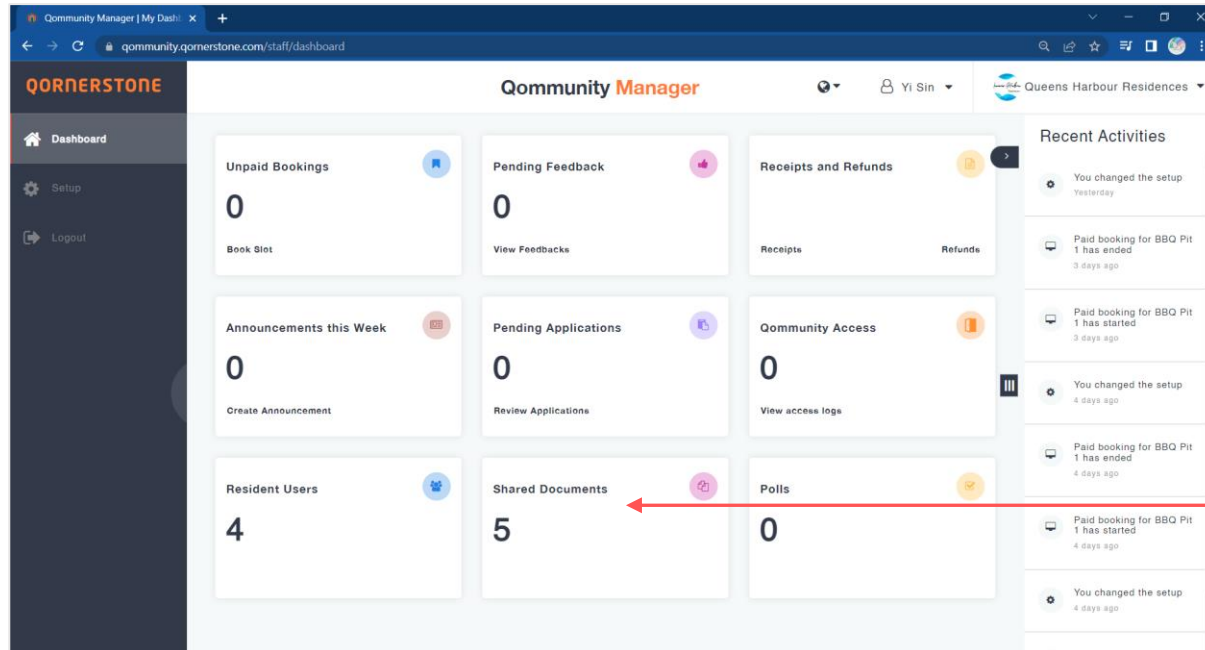 Qommunity Manager | My Dash
qommunity.qornerstone.com/staff/dashboard
QORNERSTONE
Qommunity Manager
Yi Sin
Queens Harbour Residences
Dashboard
Setup
Logout
Unpaid Bookings
0
Book Slot
Pending Feedback
0
View Feedbacks
Receipts and Refunds
Receipts
Refunds
Announcements this Week
0
Create Announcement
Pending Applications
0
Review Applications
Qommunity Access
0
View access logs
Resident Users
4
Shared Documents
5
Polls
0
Recent Activities
You changed the setup
Yesterday
Paid booking for BBQ Pit
1 has ended
3 days ago
Paid booking for BBQ Pit
1 has started
3 days ago
You changed the setup
4 days ago
Paid booking for BBQ Pit
1 has ended
4 days ago
Paid booking for BBQ Pit
1 has started
4 days ago
You changed the setup
4 days ago